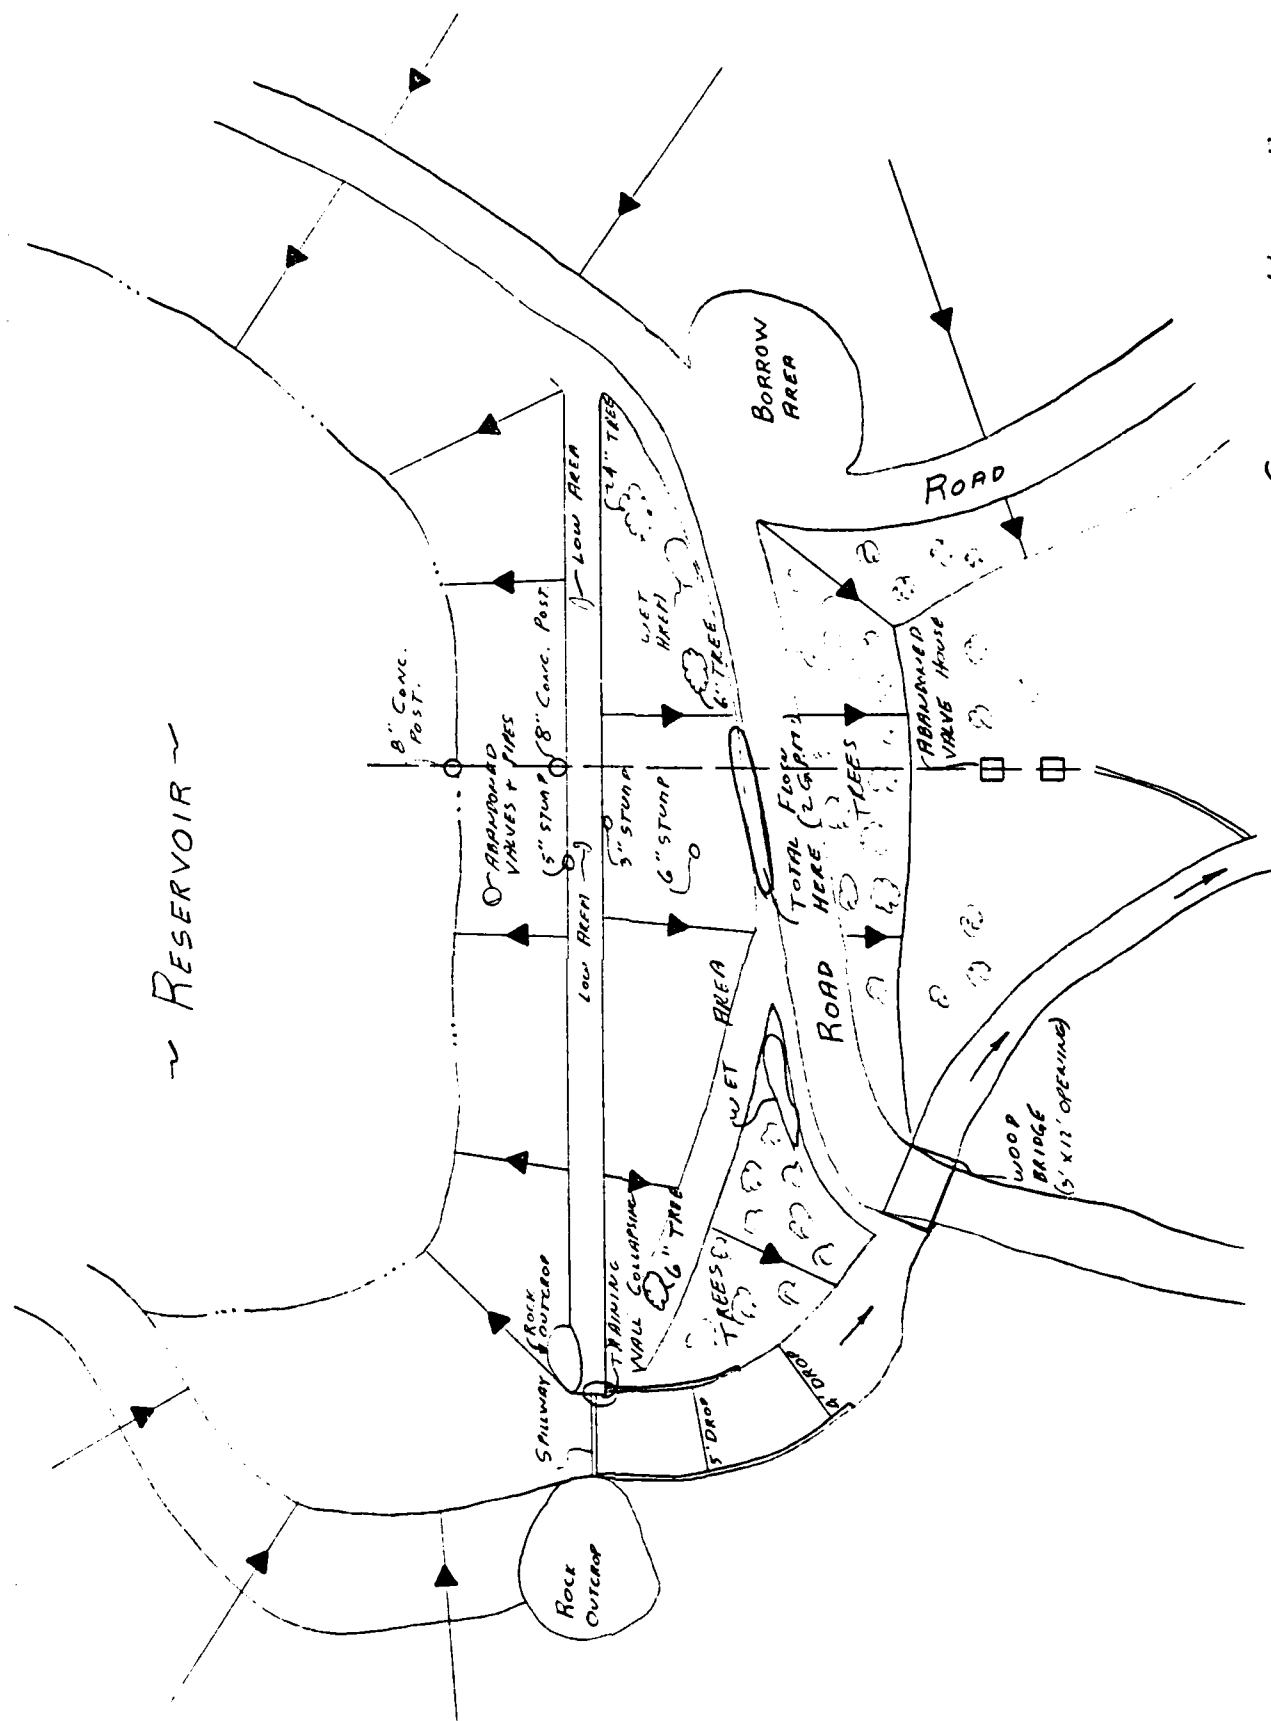 ~ RESERVOIR ~
8" CONC.
POST.
ABANDONED
VALVES + PIPES
(5" STUMP
(8" CONC. POST.
LOW AREA
LOW AREA
24" TREE
WET
AREA
6" TREE
3" STUMP
6" STUMP
BORROW
AREA
ROAD
SPILLWAY
(ROCK
OUTCROP
ROCK
OUTCROP
TRAINING
WALL COLLAPSING
6" TREE
TREES
WET AREA
(TOTAL FLOW
HERE (2 G.P.M.)
TREES
ROAD
(ABANDONED
VALVE HOUSE
5' DROP
4' DROP
WOOD
BRIDGE
(5' X 12' OPENING)